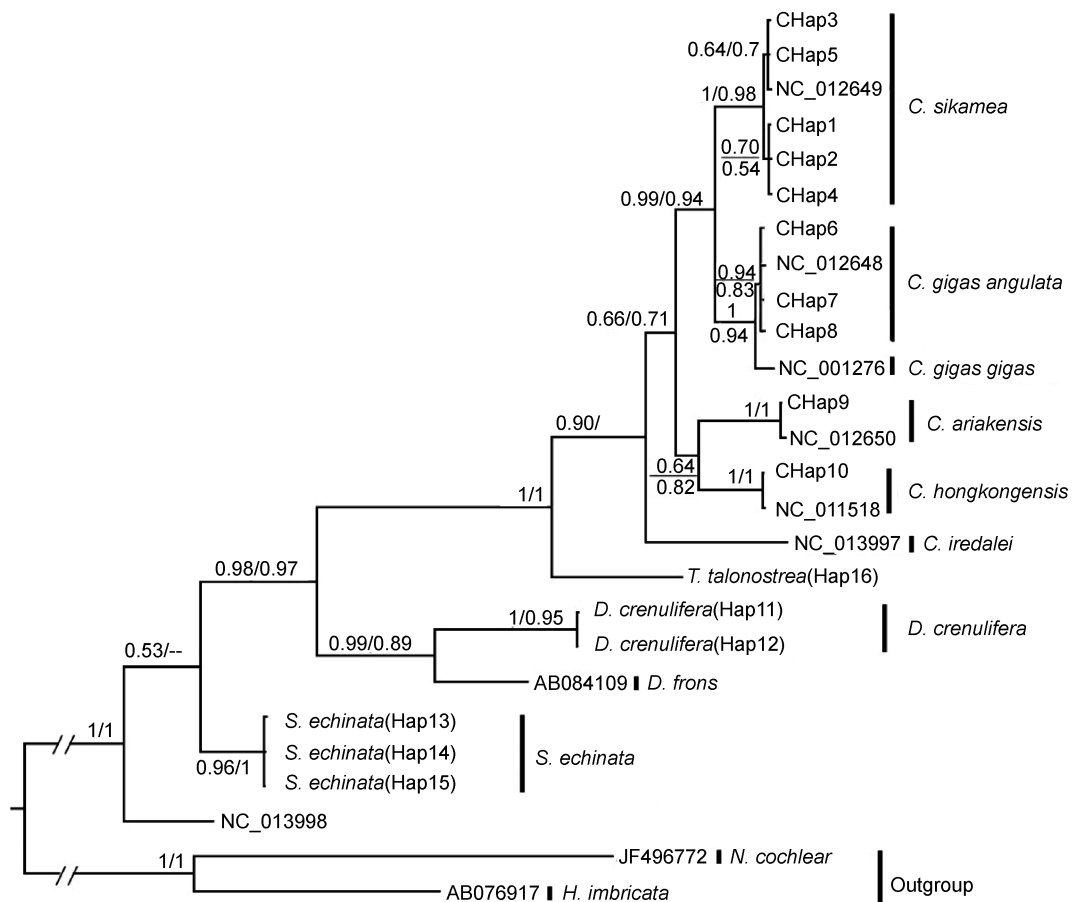 CHap3
0.64/0.7
CHap5
NC_012649
1/0.98
C. sikamea
CHap1
0.70
0.54
CHap2
CHap4
0.99/0.94
CHap6
NC_012648
0.94
0.83
C. gigas angulata
CHap7
1
0.94
CHap8
0.66/0.71
NC_001276
C. gigas gigas
CHap9
1/1
C. ariakensis
NC_012650
0.90/
0.64
0.82
CHap10
1/1
C. hongkongensis
NC_011518
1/1
NC_013997
C. iredalei
T. talonostrea(Hap16)
0.98/0.97
D. crenulifera(Hap11)
1/0.95
D. crenulifera
D. crenulifera(Hap12)
0.99/0.89
0.53/--
AB084109
D. frons
S. echinata(Hap13)
1/1
S. echinata(Hap14)
S. echinata
0.96/1
S. echinata(Hap15)
NC_013998
1/1
JF496772
N. cochlear
AB076917
H. imbricata
Outgroup